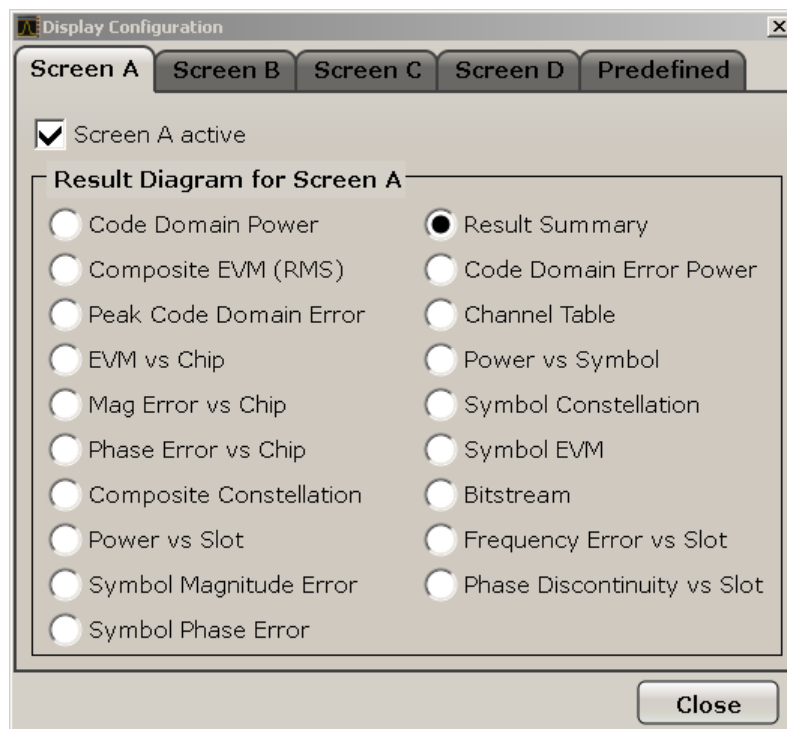 Display Configuration
Screen A Screen B Screen C Screen D Predefined
Screen A active
Result Diagram for Screen A
Code Domain Power
Composite EVM (RMS)
Peak Code Domain Error
EVM vs Chip
Mag Error vs Chip
Phase Error vs Chip
Composite Constellation
Power vs Slot
Symbol Magnitude Error
Symbol Phase Error
Result Summary
Code Domain Error Power
Channel Table
Power vs Symbol
Symbol Constellation
Symbol EVM
Bitstream
Frequency Error vs Slot
Phase Discontinuity vs Slot
Close